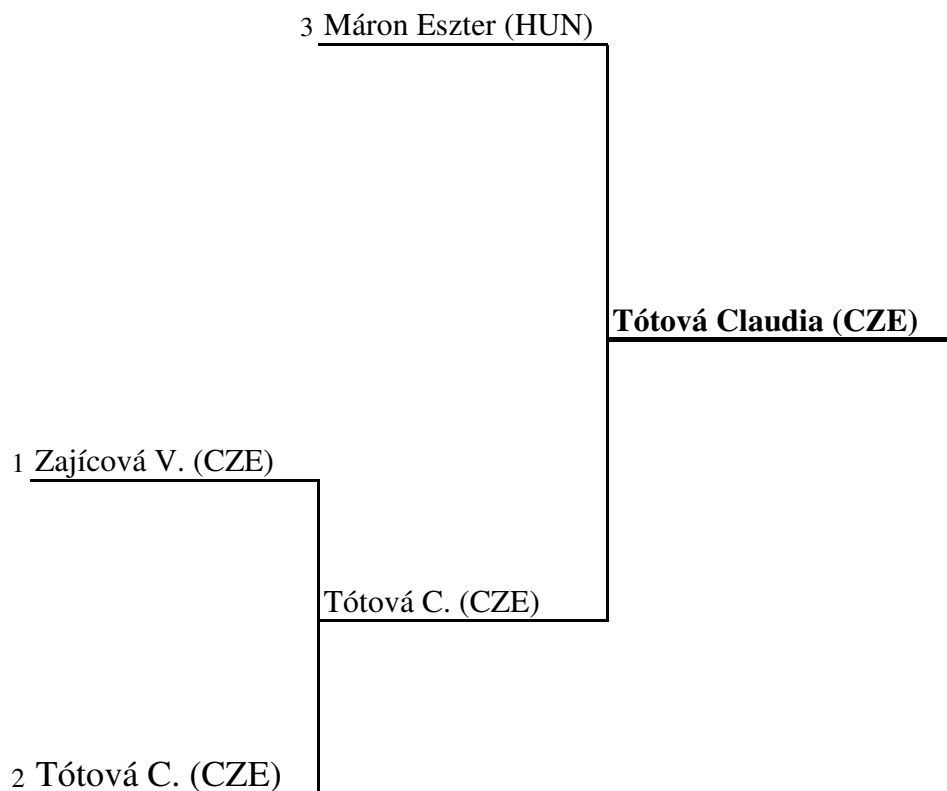 3 Máron Eszter (HUN)
Tótová Claudia (CZE)
1 Zajícová V. (CZE)
Tótová C. (CZE)
2 Tótová C. (CZE)